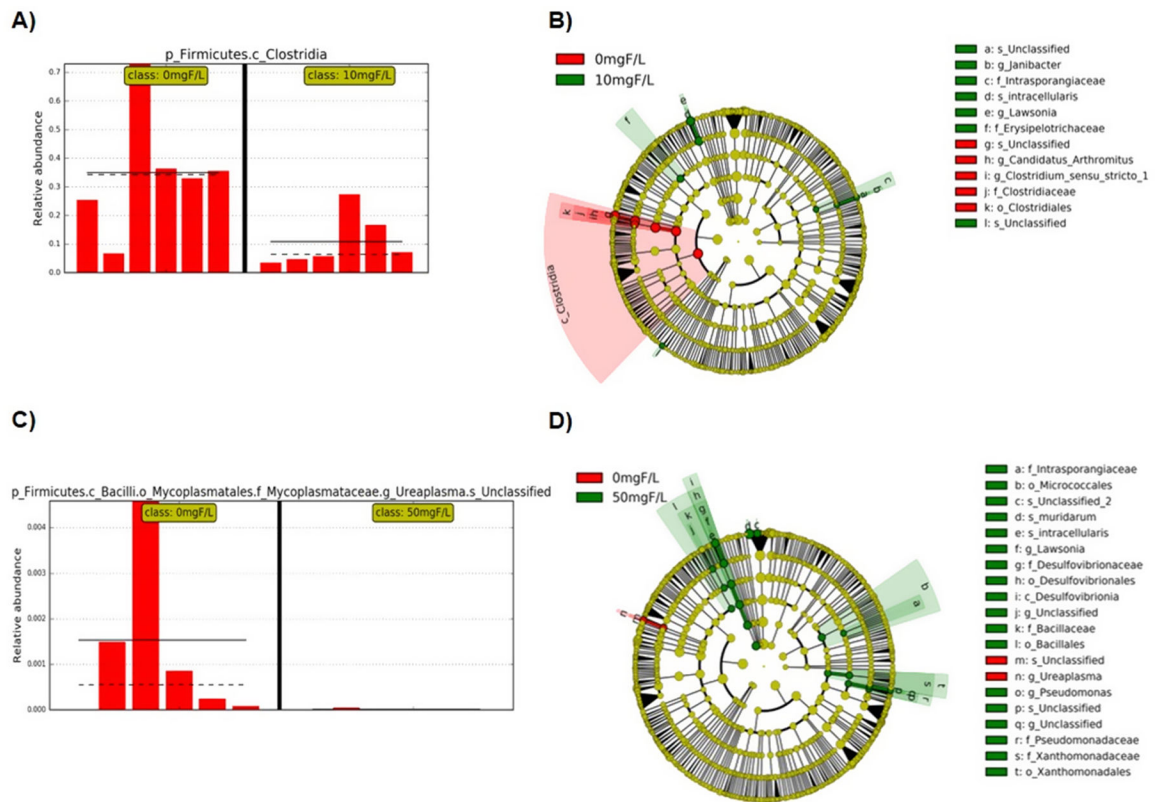 A)
p_Firmicutes.c_Clostridia
class: 0mgF/L
class: 10mgF/L
Relative abundance
0.7
0.6
0.5
0.4
0.3
0.2
0.1
0.0
B)
0mgF/L
10mgF/L
c_Clostridia
k
j
ih
g
f
e
d
c
b
a
l
a: s_Unclassified
b: g_Janibacter
c: f_Intrasporangiaceae
d: s_intracellularis
e: g_Lawsonia
f: f_Erysipelotrichaceae
g: s_Unclassified
h: g_Candidatus_Arthromitus
i: g_Clostridium_sensu_stricto_1
j: f_Clostridiaceae
k: o_Clostridiales
l: s_Unclassified
C)
p_Firmicutes.c_Bacilli.o_Mycoplasmatales.f_Mycoplasmataceae.g_Ureaplasma.s_Unclassified
class: 0mgF/L
class: 50mgF/L
Relative abundance
0.004
0.003
0.002
0.001
0.000
D)
0mgF/L
50mgF/L
i
h
g
f
e
l
k
j
d
c
b
a
n
m
t
s
r
qp
a: f_Intrasporangiaceae
b: o_Micrococcales
c: s_Unclassified_2
d: s_muridarum
e: s_intracellularis
f: g_Lawsonia
g: f_Desulfovibrionaceae
h: o_Desulfovibrionales
i: c_Desulfovibrionia
j: g_Unclassified
k: f_Bacillaceae
l: o_Bacillales
m: s_Unclassified
n: g_Ureaplasma
o: g_Pseudomonas
p: s_Unclassified
q: g_Unclassified
r: f_Pseudomonadaceae
s: f_Xanthomonadaceae
t: o_Xanthomonadales